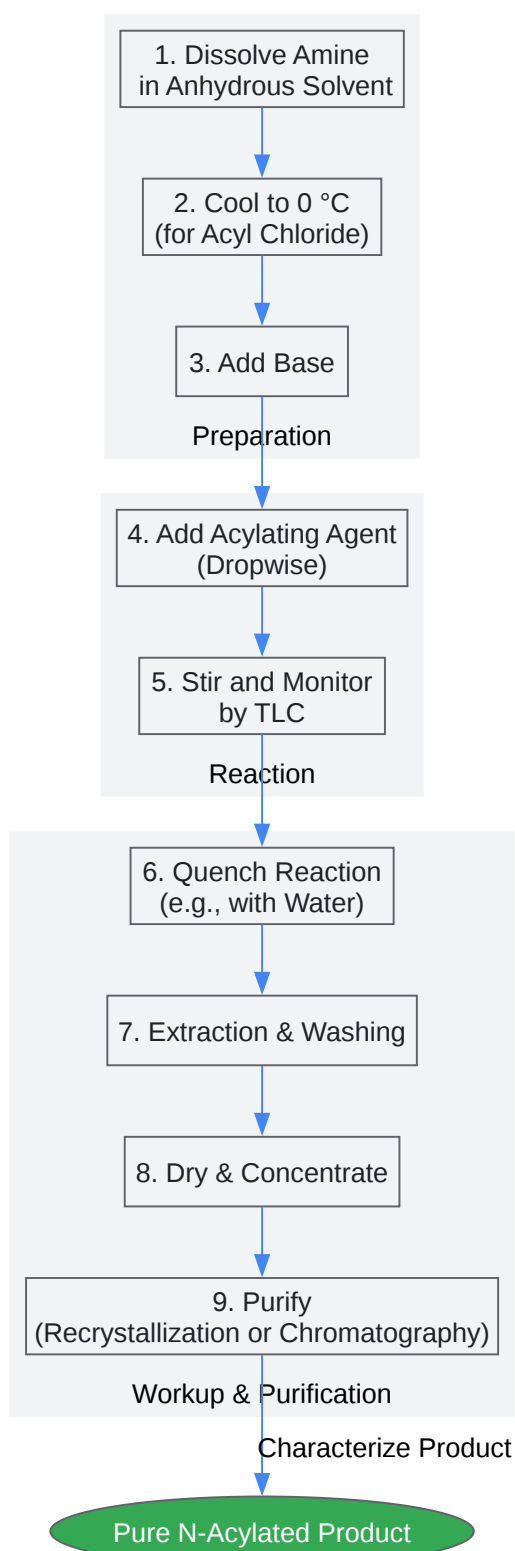 1. Dissolve Amine
in Anhydrous Solvent
2. Cool to 0 °C
(for Acyl Chloride)
3. Add Base
Preparation
4. Add Acylating Agent
(Dropwise)
5. Stir and Monitor
by TLC
Reaction
6. Quench Reaction
(e.g., with Water)
7. Extraction & Washing
8. Dry & Concentrate
9. Purify
(Recrystallization or Chromatography)
Workup & Purification
Characterize Product
Pure N-Acylated Product